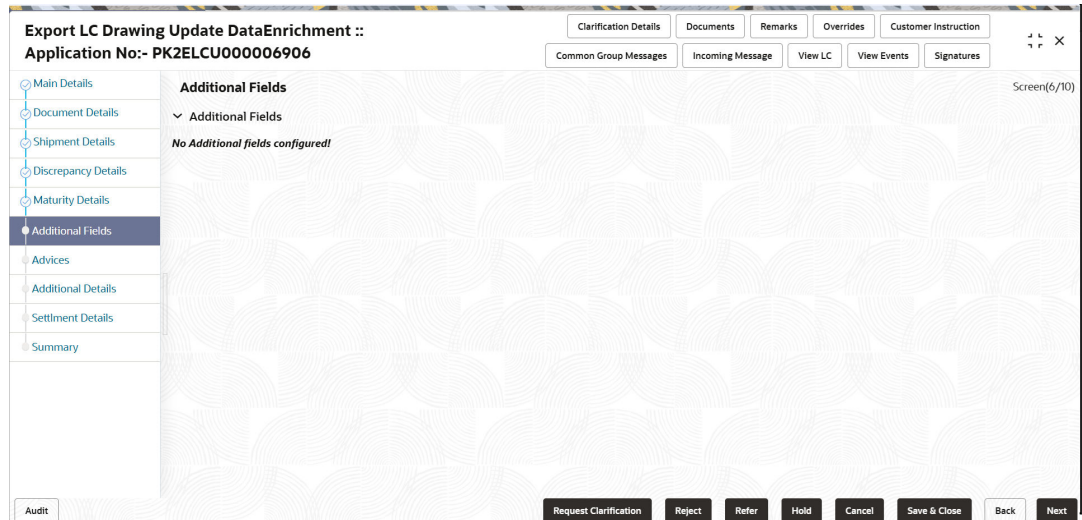 Export LC Drawing Update DataEnrichment ::
Application No:- PK2ELCU000006906
Clarification Details Documents Remarks Overrides Customer Instruction
Common Group Messages Incoming Message View LC View Events Signatures
Main Details
Document Details
Shipment Details
Discrepancy Details
Maturity Details
Additional Fields
Advices
Additional Details
Settlment Details
Summary
Additional Fields Screen(6/10)
Additional Fields
No Additional fields configured!
Audit Request Clarification Reject Refer Hold Cancel Save & Close Back Next